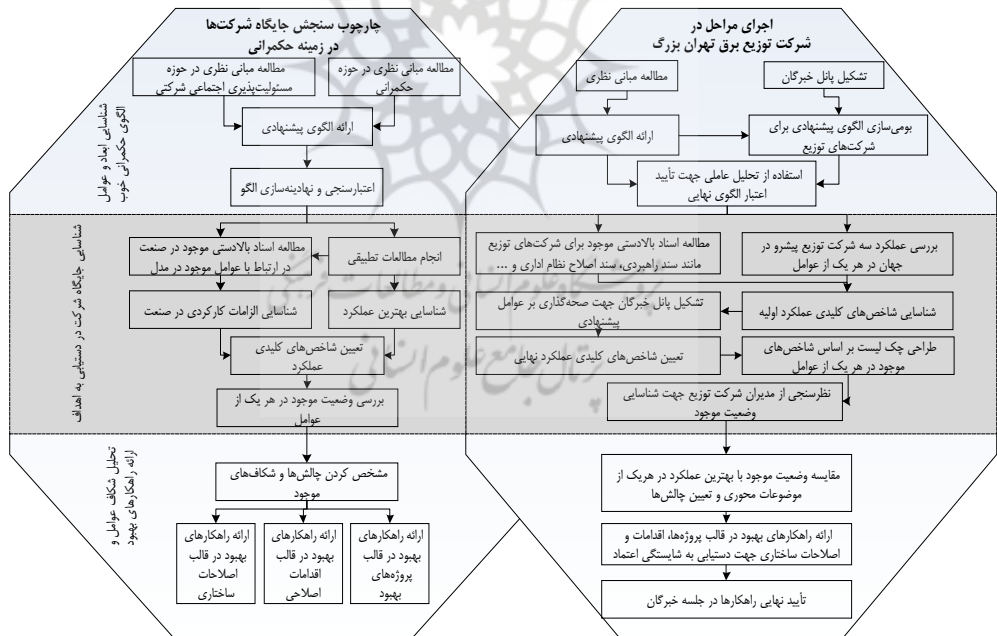 اجرای مراحل در
شرکت توزیع برق تهران بزرگ
تشکیل پانل خبرگان
مطالعه مبانی نظری
ارائه الگوی پیشنهادی
بومی‌سازی الگوی پیشنهادی برای
شرکت‌های توزیع
استفاده از تحلیل عاملی جهت تأیید
اعتبار الگوی نهایی
بررسی عملکرد سه شرکت توزیع پیشرو در
جهان در هر یک از عوامل
مطالعه اسناد بالادستی موجود برای شرکت‌های توزیع
مانند سند راهبردی، سند اصلاح نظام اداری و ...
شناسایی شاخص‌های کلیدی عملکرد اولیه
تشکیل پانل خبرگان جهت صحه‌گذاری بر عوامل
پیشنهادی
تعیین شاخص‌های کلیدی عملکرد نهایی
طراحی چک لیست بر اساس شاخص‌های
موجود در هر یک از عوامل
نظرسنجی از مدیران شرکت توزیع جهت شناسایی
وضعیت موجود
مقایسه وضعیت موجود با بهترین عملکرد در هریک از
موضوعات محوری و تعیین چالش‌ها
ارائه راهکارهای بهبود در قالب پروژه‌ها، اقدامات و
اصلاحات ساختاری جهت دستیابی به شایستگی اعتماد
تأیید نهایی راهکارها در جلسه خبرگان
چارچوب سنجش جایگاه شرکت‌ها
در زمینه حکمرانی
مطالعه مبانی نظری در حوزه
حکمرانی
مطالعه مبانی نظری در حوزه
مسئولیت‌پذیری اجتماعی شرکتی
ارائه الگوی پیشنهادی
اعتبارسنجی و نهادینه‌سازی الگو
انجام مطالعات تطبیقی
مطالعه اسناد بالادستی موجود در صنعت
در ارتباط با عوامل موجود در مدل
شناسایی بهترین عملکرد
شناسایی الزامات کارکردی در صنعت
تعیین شاخص‌های کلیدی
عملکرد
بررسی وضعیت موجود در هر یک از
عوامل
مشخص کردن چالش‌ها و شکاف‌های
موجود
ارائه راهکارهای
بهبود در قالب
پروژه‌های
بهبود
ارائه راهکارهای
بهبود در قالب
اقدامات
اصلاحی
ارائه راهکارهای
بهبود در قالب
اصلاحات
ساختاری
شناسایی ابعاد و عوامل
الگوی حکمرانی خوب
شناسایی جایگاه شرکت در دستیابی به اهداف
تحلیل شکاف عوامل و
ارائه راهکارهای بهبود
پژوهشگاه علوم انسانی و مطالعات فرهنگی
پرتال جامع علوم انسانی